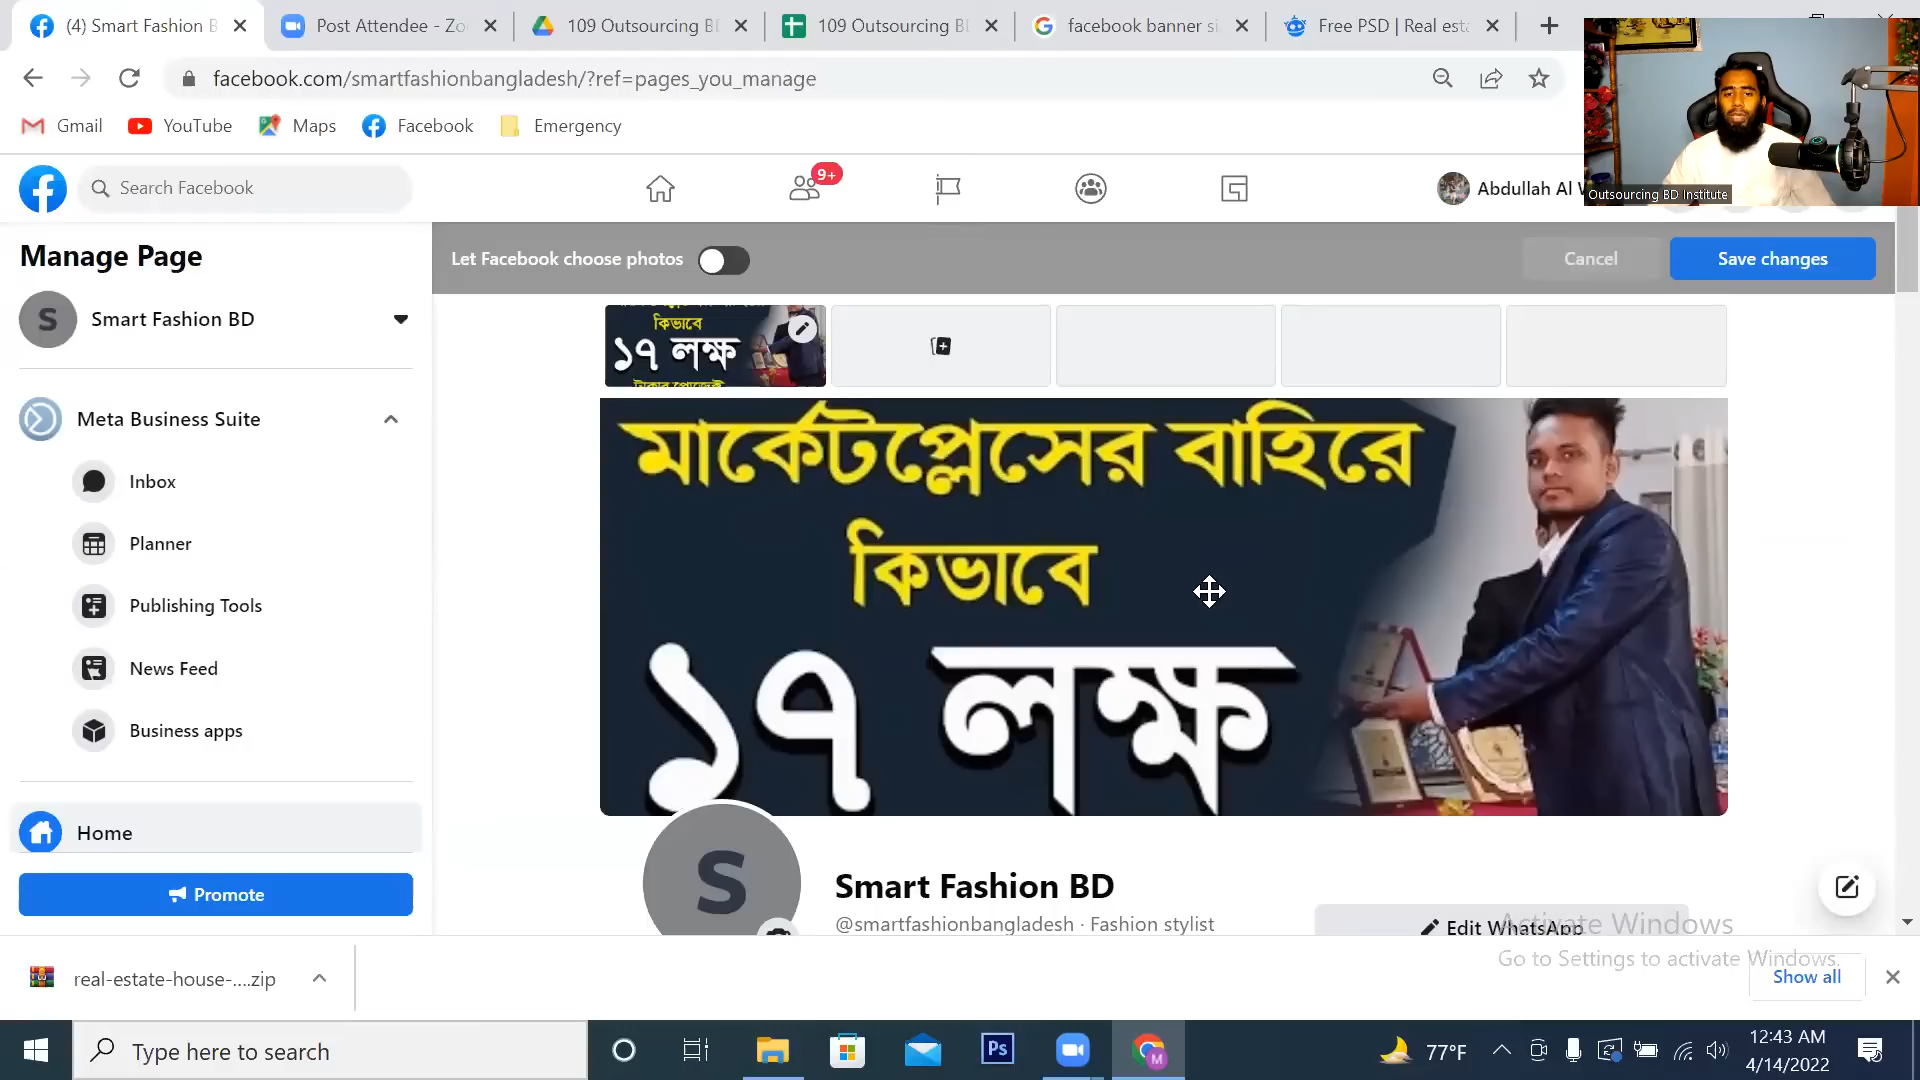 (4) Smart Fashion B
Post Attendee - Zo
109 Outsourcing B
109 Outsourcing B
facebook banner si
Free PSD | Real esta
facebook.com/smartfashionbangladesh/?ref=pages_you_manage
Gmail
YouTube
Maps
Facebook
Emergency
Outsourcing BD Institute
Search Facebook
9+
Abdullah Al
Manage Page
Let Facebook choose photos
Cancel
Save changes
S
Smart Fashion BD
কিভাবে
১৭ লক্ষ
টাকার প্রোজেক্ট
Meta Business Suite
Inbox
Planner
Publishing Tools
News Feed
Business apps
Home
Promote
মার্কেটপ্লেসের বাহিরে
কিভাবে
১৭ লক্ষ
S
Smart Fashion BD
@smartfashionbangladesh · Fashion stylist
Edit WhatsApp
Activate Windows
Go to Settings to activate Windows.
real-estate-house-....zip
Show all
Type here to search
Ps
M
77°F
12:43 AM
4/14/2022